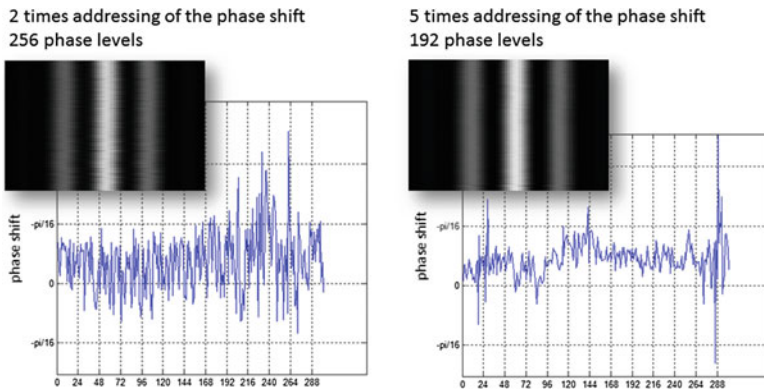 2 times addressing of the phase shift
256 phase levels
-pi/16
0
-pi/16
phase shift
0 24 48 72 96 120 144 168 192 216 240 264 288
5 times addressing of the phase shift
192 phase levels
-pi/16
0
-pi/16
phase shift
0 24 48 72 96 120 144 168 192 216 240 264 288